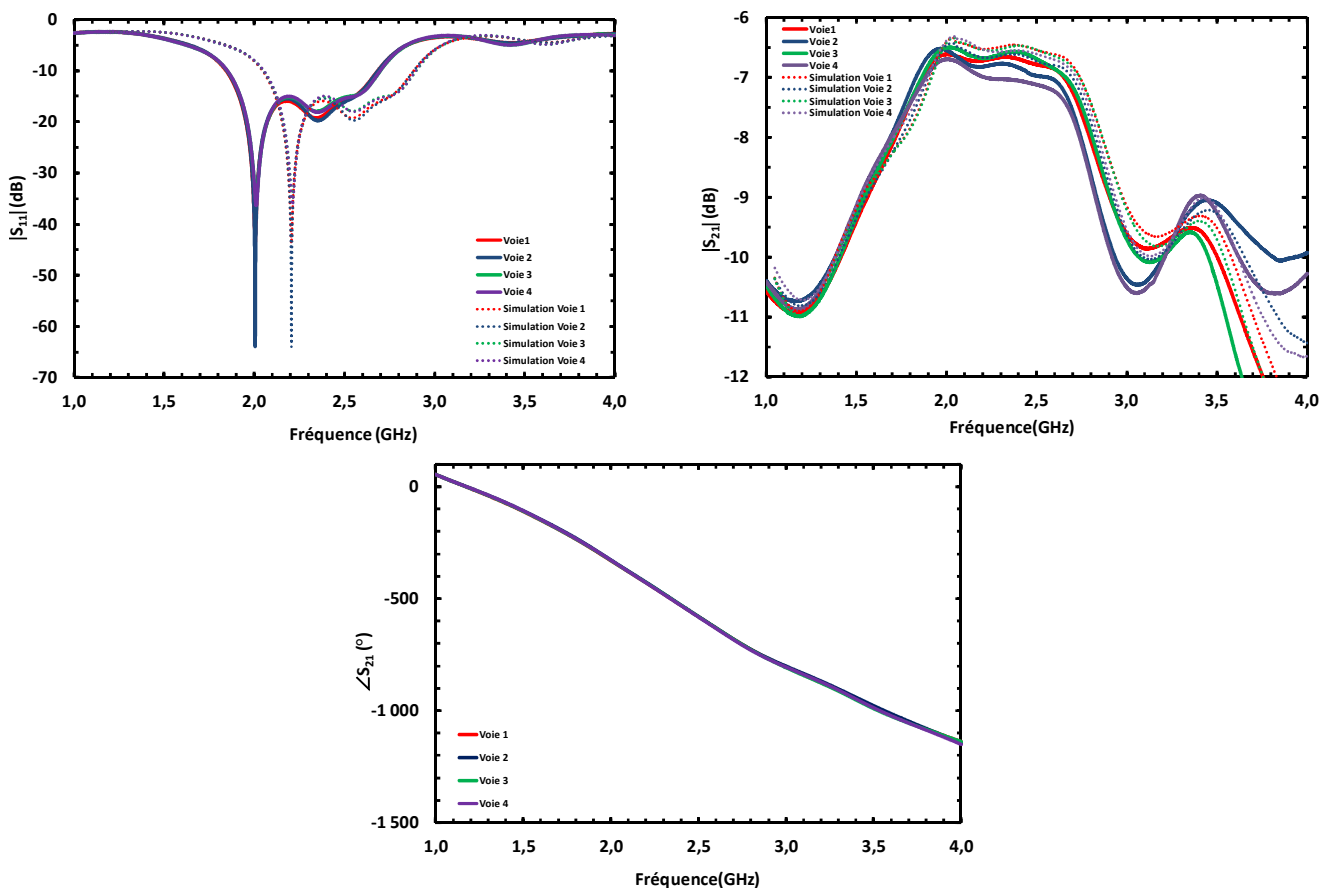 0
-10
-20
-30
-40
-50
-60
-70
|S11| (dB)
Voie1
Voie 2
Voie 3
Voie 4
Simulation Voie 1
Simulation Voie 2
Simulation Voie 3
Simulation Voie 4
1,0 1,5 2,0 2,5 3,0 3,5 4,0
Fréquence (GHz)
-6
-7
-8
-9
-10
-11
-12
|S21| (dB)
Voie1
Voie 2
Voie 3
Voie 4
Simulation Voie 1
Simulation Voie 2
Simulation Voie 3
Simulation Voie 4
1,0 1,5 2,0 2,5 3,0 3,5 4,0
Fréquence(GHz)
0
-500
-1 000
-1 500
∠S21 (°)
Voie 1
Voie 2
Voie 3
Voie 4
1,0 1,5 2,0 2,5 3,0 3,5 4,0
Fréquence(GHz)